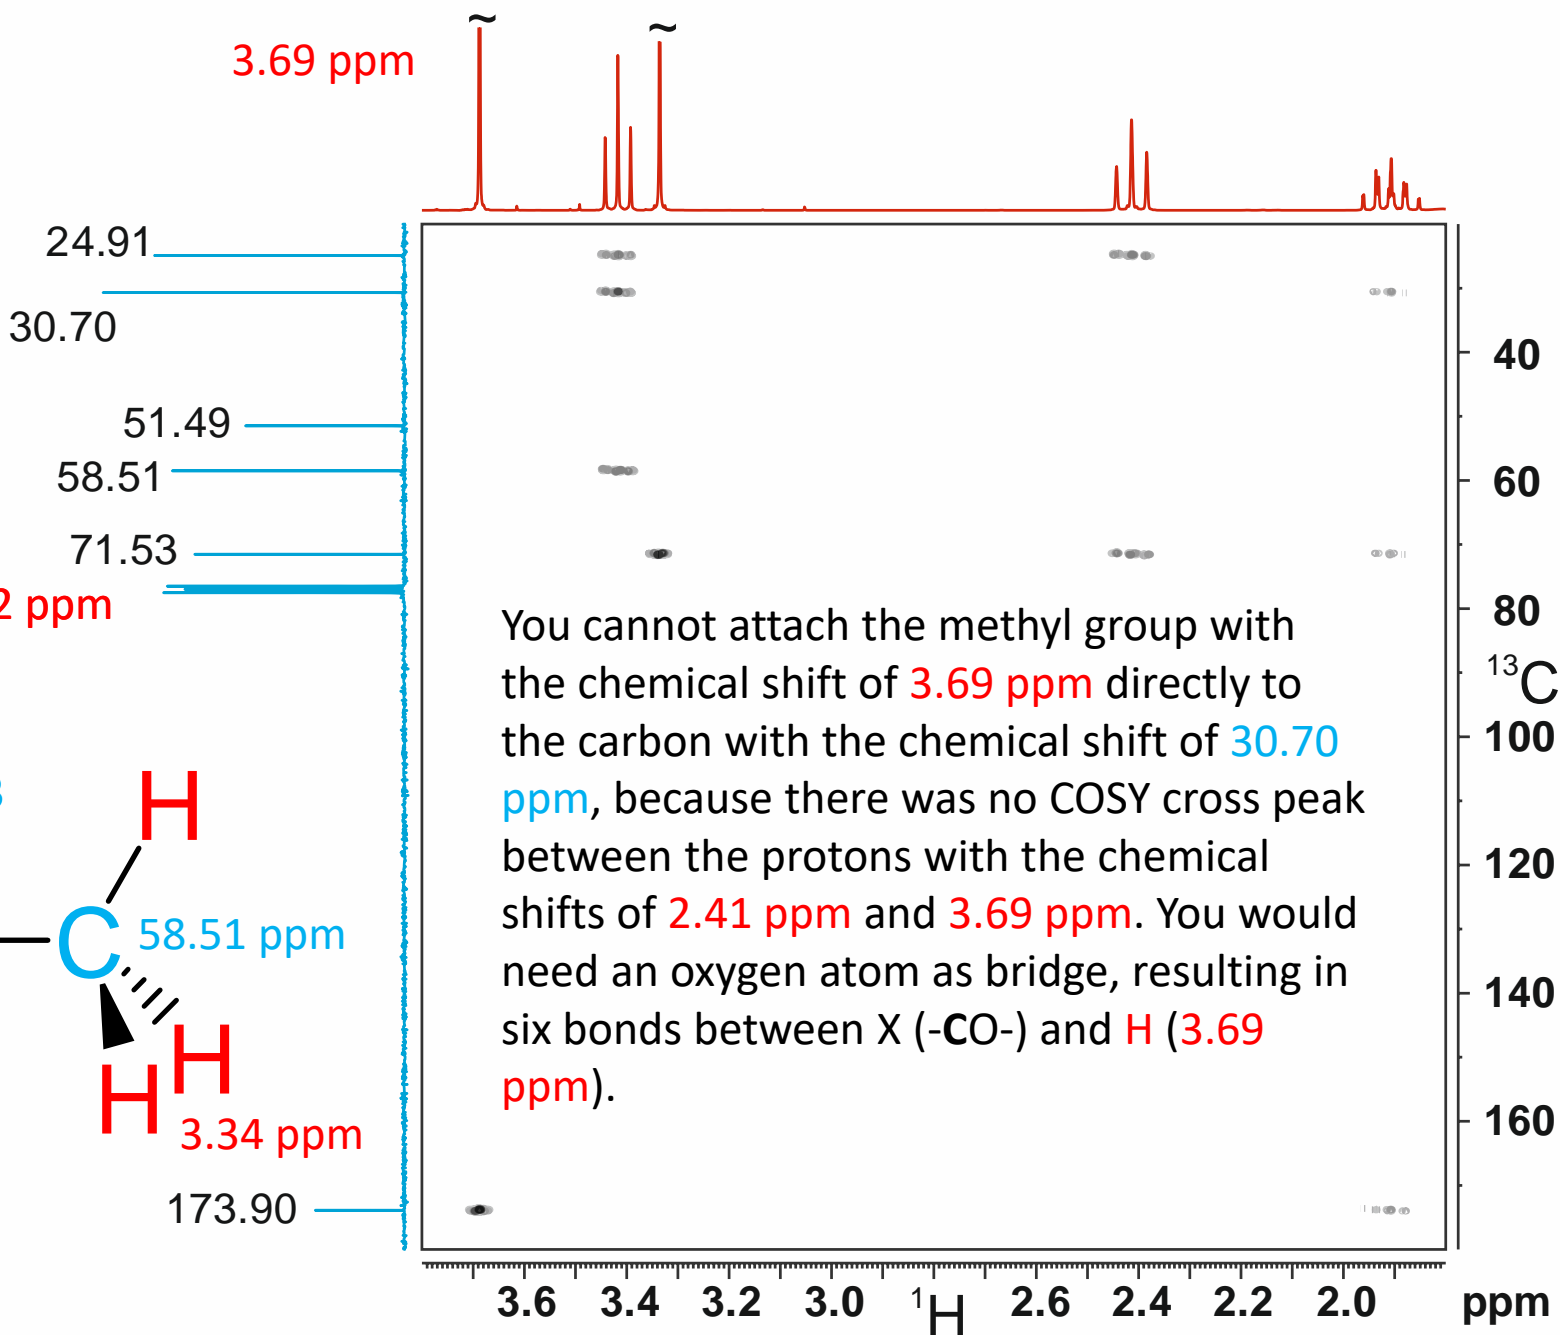 ~
~
3.69 ppm
24.91
30.70
51.49
58.51
71.53
2 ppm
40
60
80
13C
100
120
140
160
You cannot attach the methyl group with
the chemical shift of 3.69 ppm directly to
the carbon with the chemical shift of 30.70
ppm, because there was no COSY cross peak
between the protons with the chemical
shifts of 2.41 ppm and 3.69 ppm. You would
need an oxygen atom as bridge, resulting in
six bonds between X (-CO-) and H (3.69
ppm).
H
C 58.51 ppm
H
H
3.34 ppm
173.90
3.6 3.4 3.2 3.0 1H 2.6 2.4 2.2 2.0 ppm